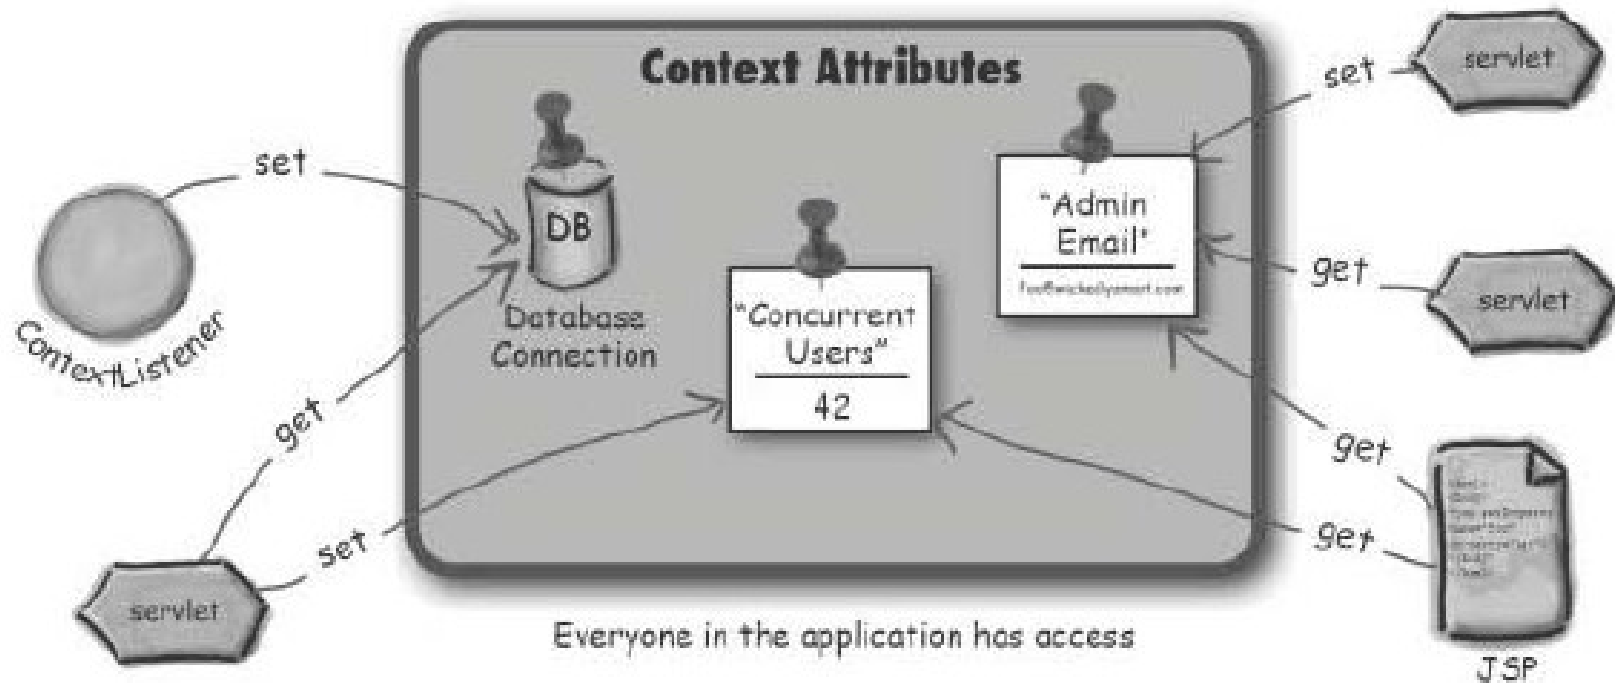 Context Attributes
set
servlet
set
DB
"Admin
Email"
get
servlet
ContextListener
Database
Connection
"Concurrent
Users"
42
get
get
set
get
servlet
Everyone in the application has access
JSP